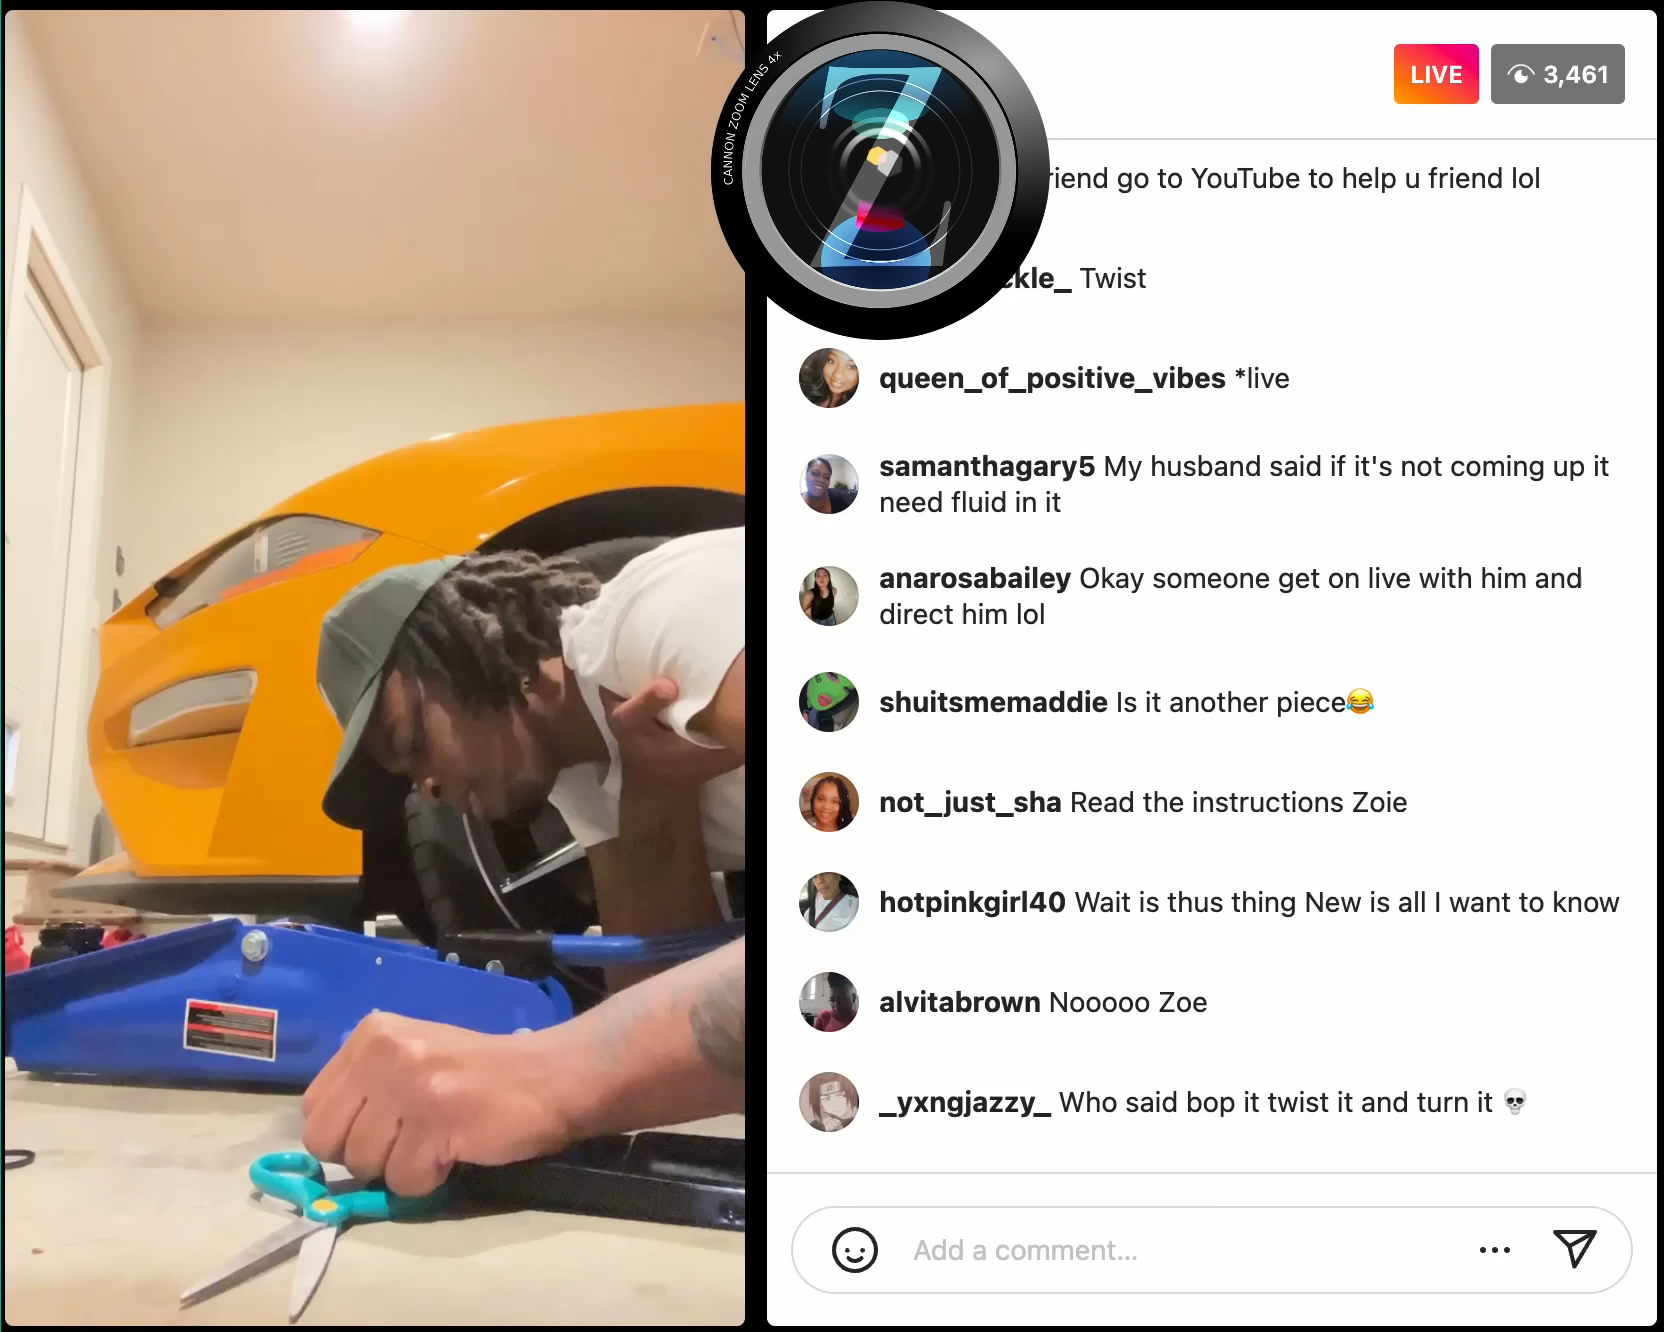 CANNON ZOOM LENS 4x
Z
LIVE
3,461
riend go to YouTube to help u friend lol
ckle_ Twist
queen_of_positive_vibes *live
samanthagary5 My husband said if it's not coming up it
need fluid in it
anarosabailey Okay someone get on live with him and
direct him lol
shuitsmemaddie Is it another piece😂
not_just_sha Read the instructions Zoie
hotpinkgirl40 Wait is thus thing New is all I want to know
alvitabrown Nooooo Zoe
_yxngjazzy_ Who said bop it twist it and turn it 💀
Add a comment...